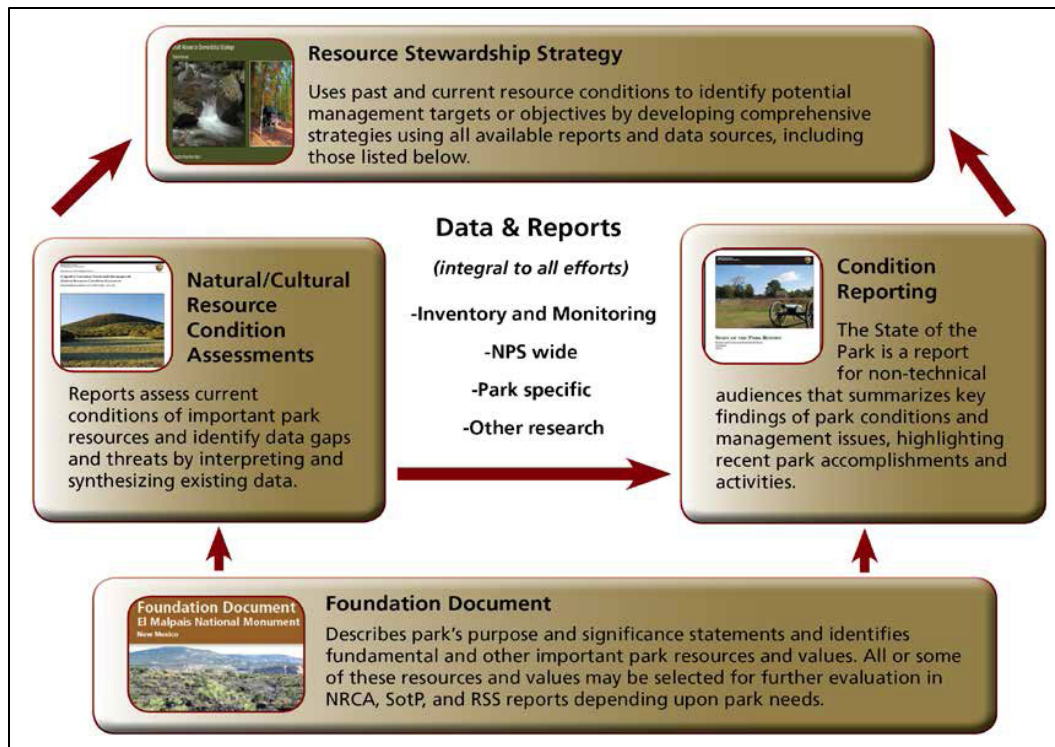 Resource Stewardship Strategy
Uses past and current resource conditions to identify potential
management targets or objectives by developing comprehensive
strategies using all available reports and data sources, including
those listed below.
Data & Reports
(integral to all efforts)
-Inventory and Monitoring
-NPS wide
-Park specific
-Other research
Natural/Cultural
Resource
Condition
Assessments
Reports assess current
conditions of important park
resources and identify data gaps
and threats by interpreting and
synthesizing existing data.
Condition
Reporting
The State of the
Park is a report
for non-technical
audiences that summarizes key
findings of park conditions and
management issues, highlighting
recent park accomplishments and
activities.
STATE OF THE PARK REPORT
Foundation Document
El Malpais National Monument
New Mexico
Foundation Document
Describes park's purpose and significance statements and identifies
fundamental and other important park resources and values. All or some
of these resources and values may be selected for further evaluation in
NRCA, SotP, and RSS reports depending upon park needs.